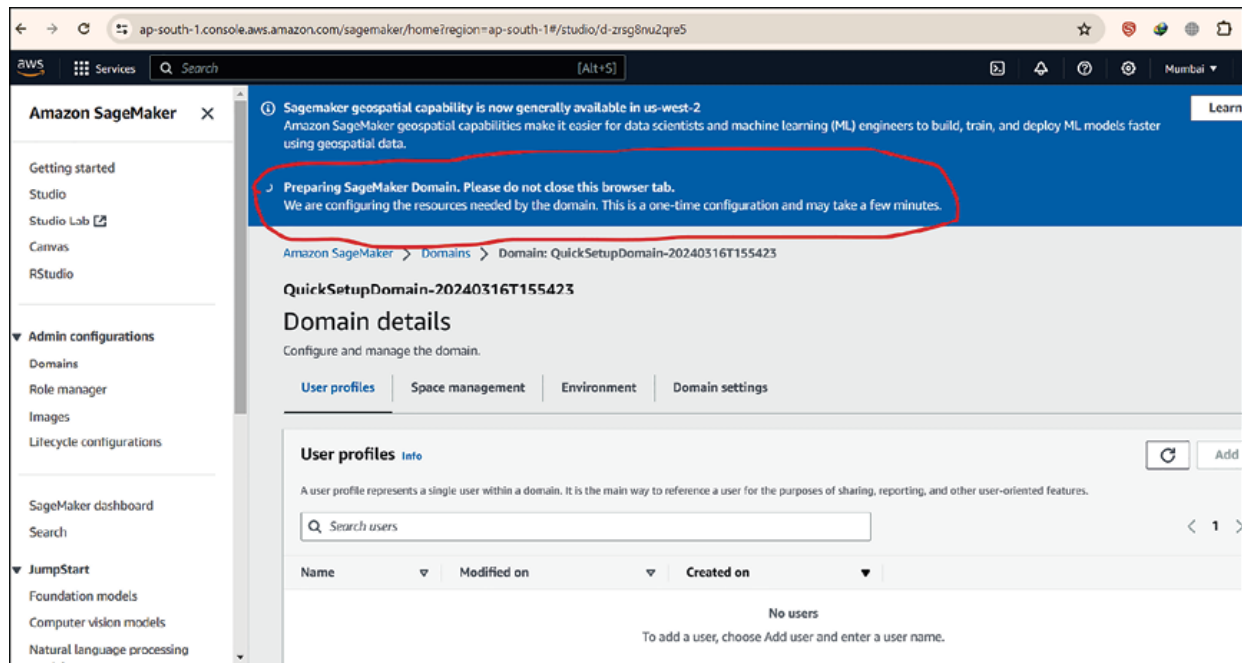 ap-south-1.console.aws.amazon.com/sagemaker/home?region=ap-south-1#/studio/d-zrsg8nu2qre5
aws Services Search [Alt+S] Mumbai
Amazon SageMaker
Getting started
Studio
Studio Lab
Canvas
RStudio
Admin configurations
Domains
Role manager
Images
Lifecycle configurations
SageMaker dashboard
Search
JumpStart
Foundation models
Computer vision models
Natural language processing
Sagemaker geospatial capability is now generally available in us-west-2
Learn
Amazon SageMaker geospatial capabilities make it easier for data scientists and machine learning (ML) engineers to build, train, and deploy ML models faster
using geospatial data.
Preparing SageMaker Domain. Please do not close this browser tab.
We are configuring the resources needed by the domain. This is a one-time configuration and may take a few minutes.
Amazon SageMaker > Domains > Domain: QuickSetupDomain-20240316T155423
QuickSetupDomain-20240316T155423
Domain details
Configure and manage the domain.
User profiles Space management Environment Domain settings
User profiles Info
Add
A user profile represents a single user within a domain. It is the main way to reference a user for the purposes of sharing, reporting, and other user-oriented features.
Search users
1
Name Modified on Created on
No users
To add a user, choose Add user and enter a user name.